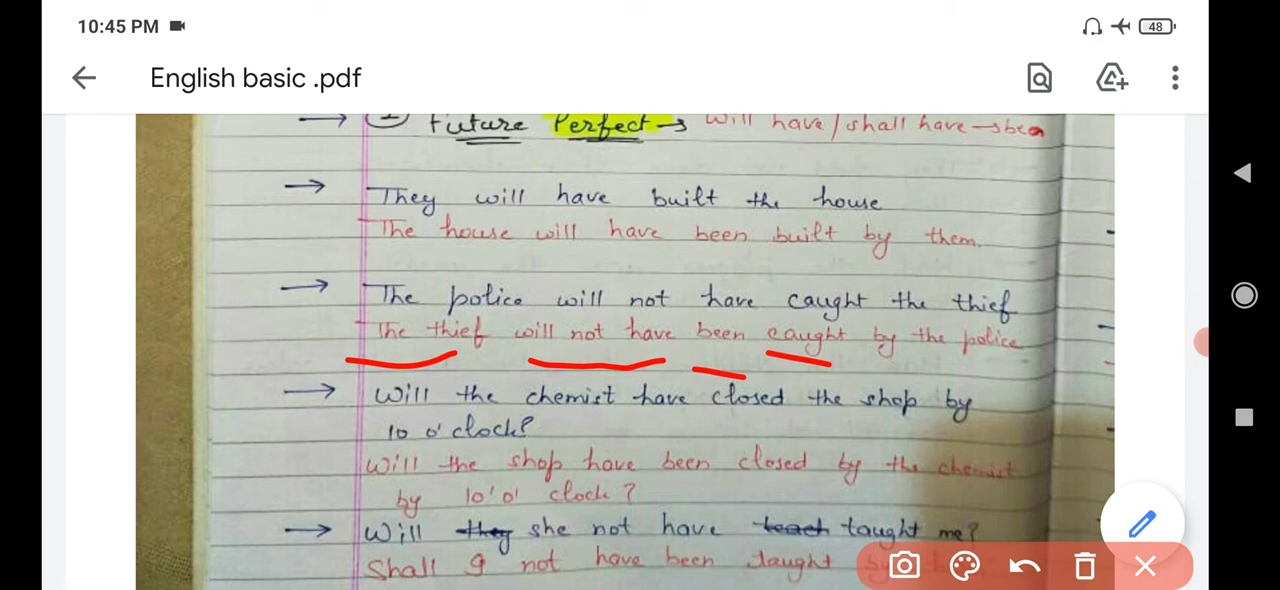 10:45 PM
48
English basic .pdf
Future Perfect → will have / shall have → been
→ They will have built the house
The house will have been built by them.
→ The police will not have caught the thief
The thief will not have been caught by the police
→ Will the chemist have closed the shop by
10 o'clock?
Will the shop have been closed by the chemist
by 10'o' clock?
→ Will they she not have teach taught me?
Shall I not have been taught